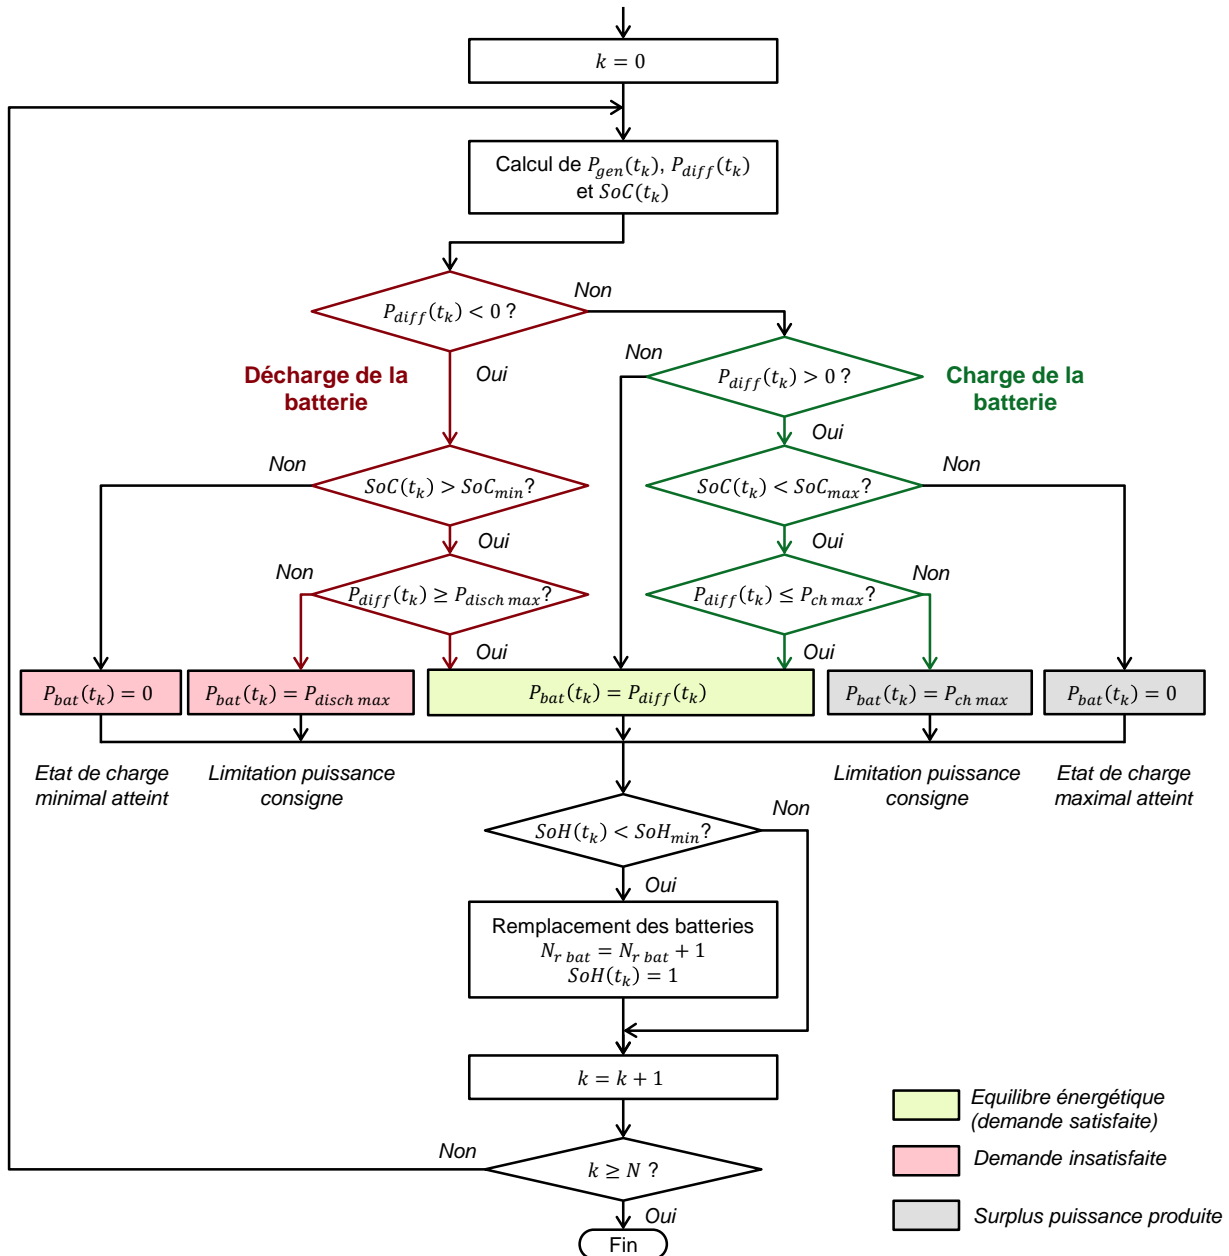 k = 0
Calcul de P_gen(t_k), P_diff(t_k)
et SoC(t_k)
P_diff(t_k) < 0 ?
Non
Oui
Décharge de la
batterie
Non
P_diff(t_k) > 0 ?
Charge de la
batterie
Oui
Non
SoC(t_k) > SoC_min?
Oui
SoC(t_k) < SoC_max?
Non
Oui
Non
P_diff(t_k) ≥ P_disch max?
Oui
P_diff(t_k) ≤ P_ch max?
Non
Oui
P_bat(t_k) = 0
P_bat(t_k) = P_disch max
P_bat(t_k) = P_diff(t_k)
P_bat(t_k) = P_ch max
P_bat(t_k) = 0
Etat de charge
minimal atteint
Limitation puissance
consigne
Limitation puissance
consigne
Etat de charge
maximal atteint
SoH(t_k) < SoH_min?
Non
Oui
Remplacement des batteries
N_r bat = N_r bat + 1
SoH(t_k) = 1
k = k + 1
k ≥ N ?
Non
Oui
Fin
Equilibre énergétique
(demande satisfaite)
Demande insatisfaite
Surplus puissance produite